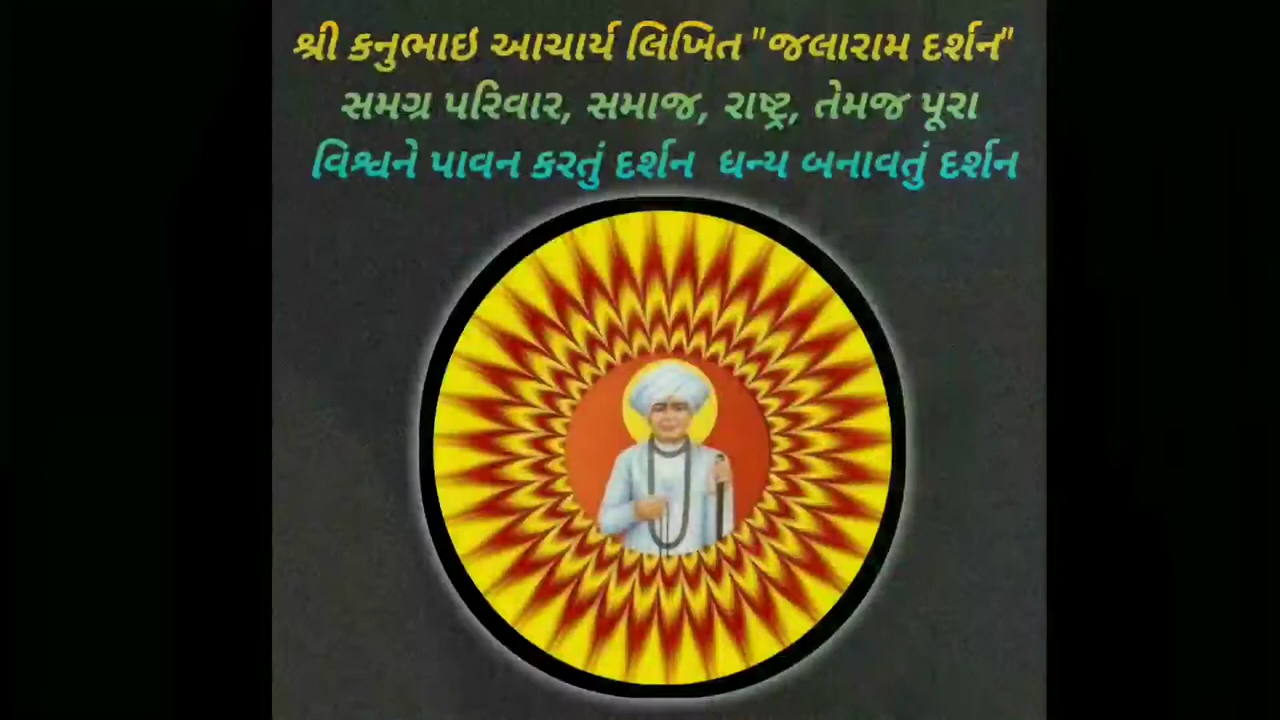 શ્રી કનુભાઇ આચાર્ય લિખિત "જલારામ દર્શન"
સમગ્ર પરિવાર, સમાજ, રાષ્ટ્ર, તેમજ પૂરા
વિશ્વને પાવન કરતું દર્શન ધન્ય બનાવતું દર્શન